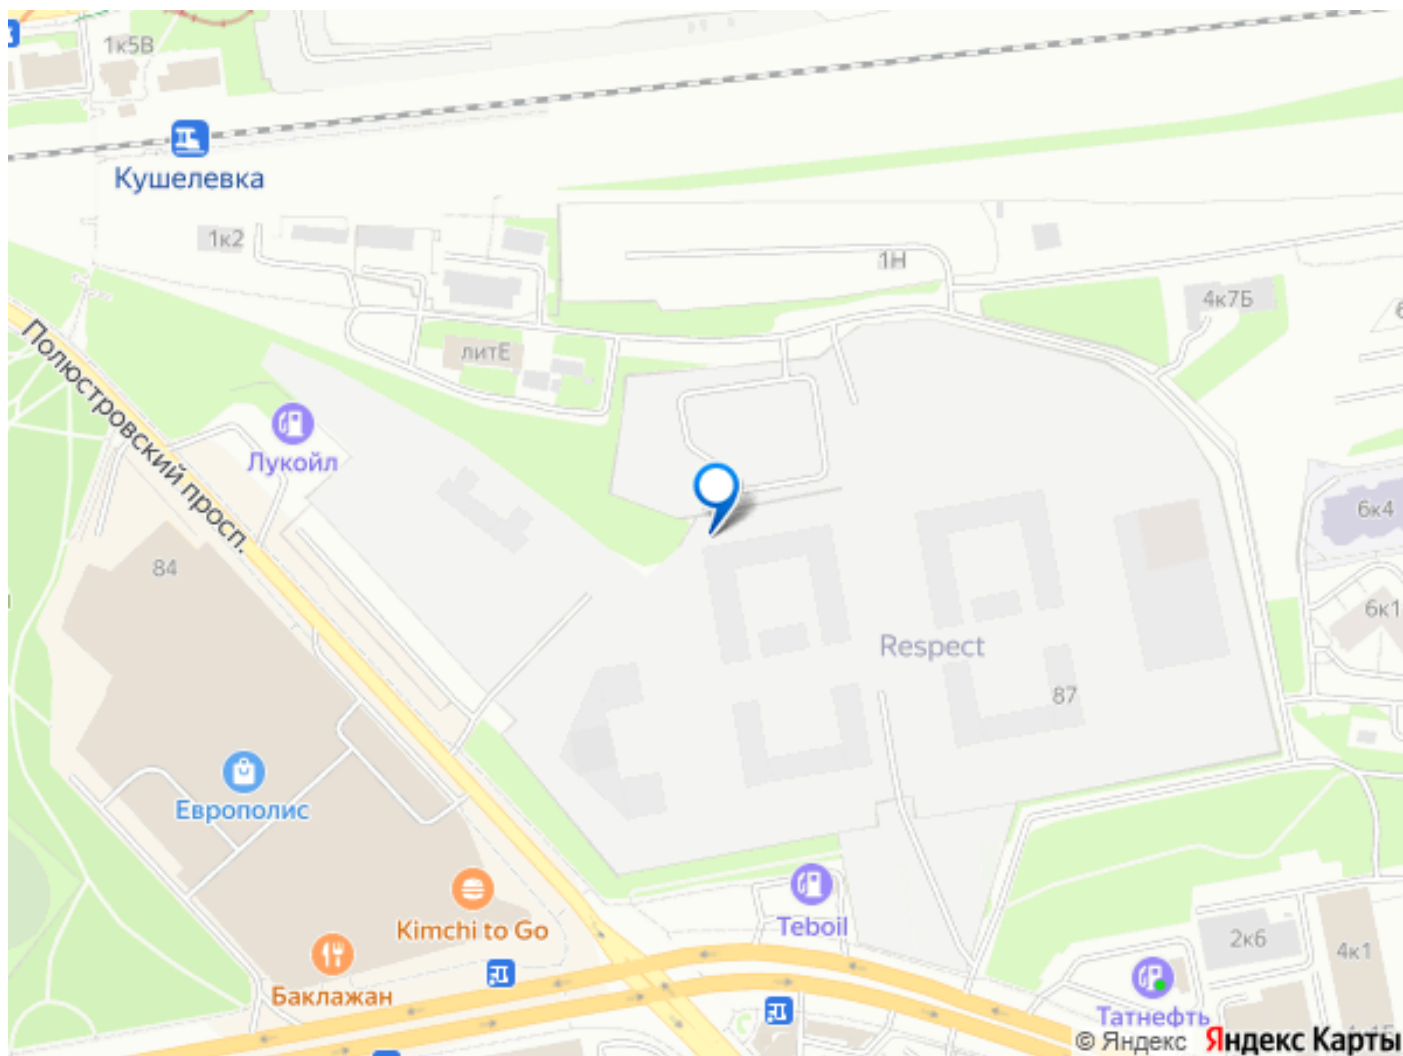 1к5В
Кушелевка
1к2
1Н
4к7Б
литЕ
Полюстровский просп.
Лукойл
6к4
84
6к1
Respect
87
Европолис
Kimchi to Go
Teboil
2к6
4к1
Баклажан
Татнефть
© Яндекс Яндекс Карты